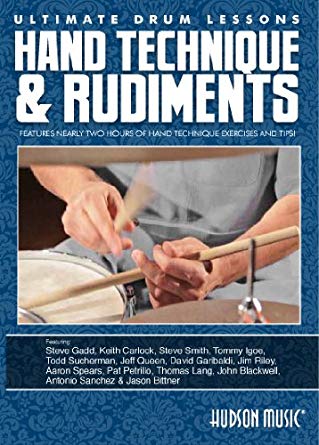 ULTIMATE DRUM LESSONS
HAND TECHNIQUE
& RUDIMENTS
FEATURES NEARLY TWO HOURS OF HAND TECHNIQUE EXERCISES AND TIPS!
Featuring
Steve Gadd, Keith Carlock, Steve Smith, Tommy Igoe,
Todd Sucherman, Jeff Queen, David Garibaldi, Jim Riley,
Aaron Spears, Pat Petrillo, Thomas Lang, John Blackwell,
Antonio Sanchez & Jason Bittner
HUDSON MUSIC®